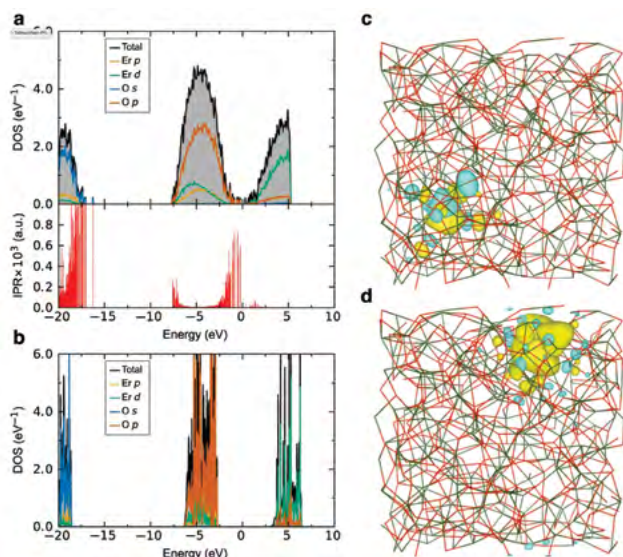 a
6.0
4.0
2.0
0.0
DOS (eV⁻¹)
Total
Er p
Er d
O s
O p
IPR×10³ (a.u.)
0.8
0.6
0.4
0.2
0.0
−20 −15 −10 −5 0 5 10
Energy (eV)
b
6.0
4.0
2.0
0.0
DOS (eV⁻¹)
Total
Er p
Er d
O s
O p
−20 −15 −10 −5 0 5 10
Energy (eV)
c
d